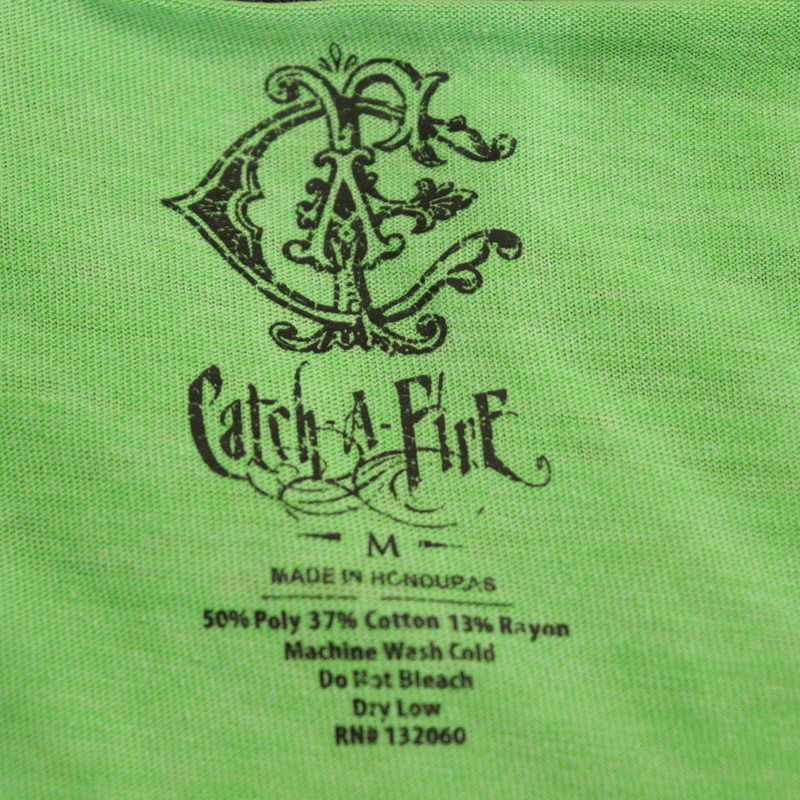 CAF
Catch-A-Fire
M
MADE IN HONDURAS
50% Poly 37% Cotton 13% Rayon
Machine Wash Cold
Do Not Bleach
Dry Low
RN# 132060